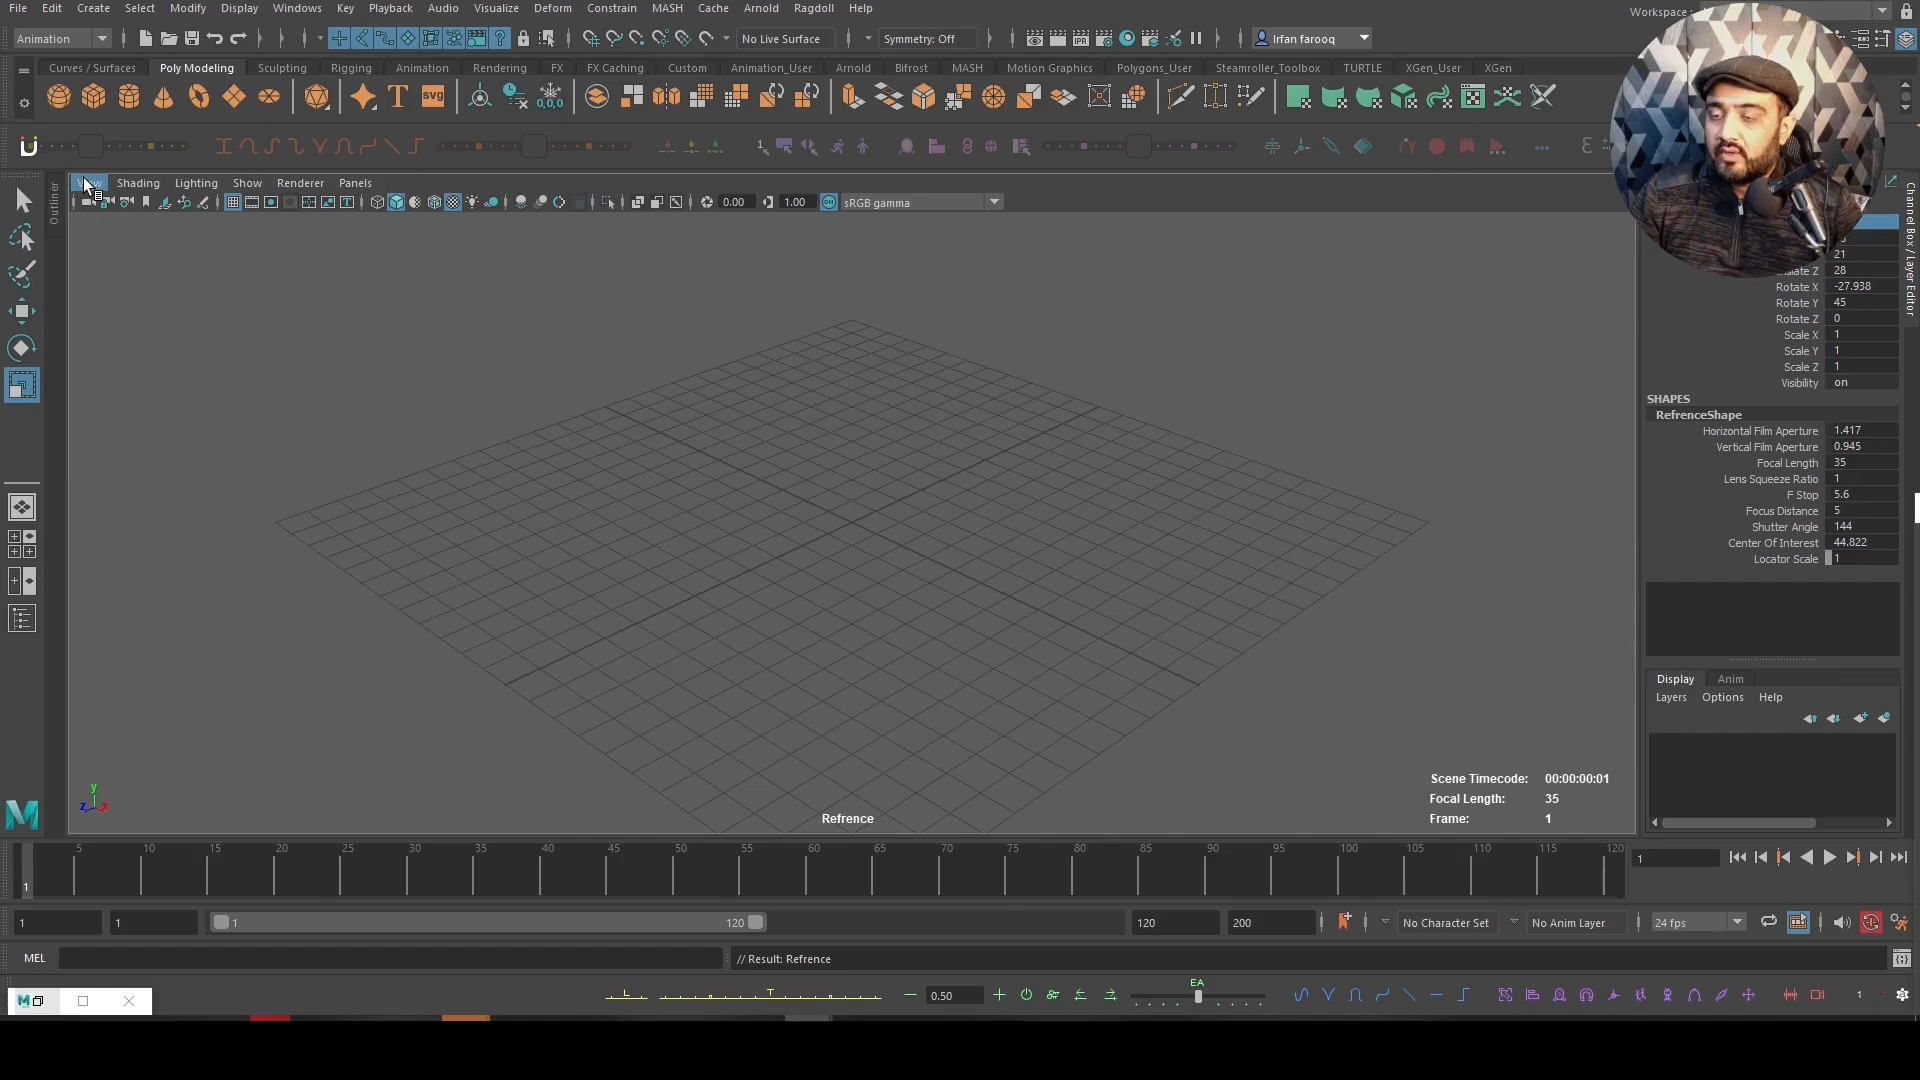 File Edit Create Select Modify Display Windows Key Playback Audio Visualize Deform Constrain MASH Cache Arnold Ragdoll Help
Workspace :
Animation
No Live Surface
Symmetry: Off
Irfan farooq
Curves / Surfaces Poly Modeling Sculpting Rigging Animation Rendering FX FX Caching Custom Animation_User Arnold Bifrost MASH Motion Graphics Polygons_User Steamroller_Toolbox TURTLE XGen_User XGen
T svg 0,0,0
View Shading Lighting Show Renderer Panels
0.00 1.00 ON sRGB gamma
Outliner
Channel Box / Layer Editor
21
nslate Z 28
Rotate X -27.938
Rotate Y 45
Rotate Z 0
Scale X 1
Scale Y 1
Scale Z 1
Visibility on
SHAPES
RefrenceShape
Horizontal Film Aperture 1.417
Vertical Film Aperture 0.945
Focal Length 35
Lens Squeeze Ratio 1
F Stop 5.6
Focus Distance 5
Shutter Angle 144
Center Of Interest 44.822
Locator Scale 1
Display Anim
Layers Options Help
y
z x
Refrence
Scene Timecode: 00:00:00:01
Focal Length: 35
Frame: 1
5 10 15 20 25 30 35 40 45 50 55 60 65 70 75 80 85 90 95 100 105 110 115 120
1
1
1 1 1 120 120 200 No Character Set No Anim Layer 24 fps
MEL // Result: Refrence
M L T 0.50 EA 1